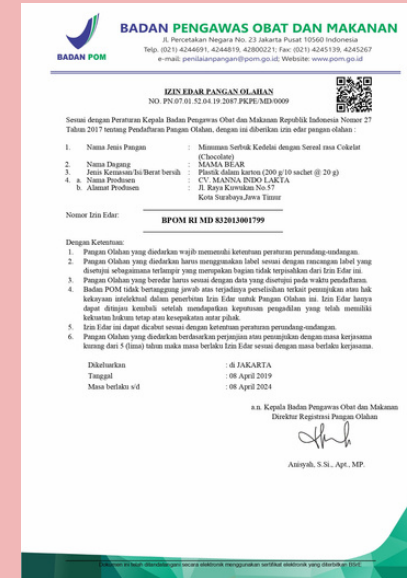 BADAN POM
BADAN PENGAWAS OBAT DAN MAKANAN
Jl. Percetakan Negara No. 23 Jakarta Pusat 10560 Indonesia
Telp. (021) 4244691, 4244819, 42800221; Fax: (021) 4245139, 4245267
e-mail: penilaianpangan@pom.go.id; Website: www.pom.go.id
IZIN EDAR PANGAN OLAHAN
NO. PN.07.01.52.04.19.2087.PKPE/MD/0009
Sesuai dengan Peraturan Kepala Badan Pengawas Obat dan Makanan Republik Indonesia Nomor 27
Tahun 2017 tentang Pendaftaran Pangan Olahan, dengan ini diberikan izin edar pangan olahan :
1. Nama Jenis Pangan : Minuman Serbuk Kedelai dengan Sereal rasa Cokelat
(Chocolate)
2. Nama Dagang : MAMA BEAR
3. Jenis Kemasan/Isi/Berat bersih : Plastik dalam karton (200 g/10 sachet @ 20 g)
4. a. Nama Produsen : CV. MANNA INDO LAKTA
b. Alamat Produsen : Jl. Raya Kuwukan No.57
Kota Surabaya,Jawa Timur
Nomor Izin Edar:
BPOM RI MD 832013001799
Dengan Ketentuan:
1. Pangan Olahan yang diedarkan wajib memenuhi ketentuan peraturan perundang-undangan.
2. Pangan Olahan yang diedarkan harus menggunakan label sesuai dengan rancangan label yang
disetujui sebagaimana terlampir yang merupakan bagian tidak terpisahkan dari Izin Edar ini.
3. Pangan Olahan yang beredar harus sesuai dengan data yang disetujui pada waktu pendaftaran.
4. Badan POM tidak bertanggung jawab atas terjadinya perselisihan terkait penunjukan atau hak
kekayaan intelektual dalam penerbitan Izin Edar untuk Pangan Olahan ini. Izin Edar hanya
dapat ditinjau kembali setelah mendapatkan keputusan pengadilan yang telah memiliki
kekuatan hukum tetap atau kesepakatan antar pihak.
5. Izin Edar ini dapat dicabut sesuai dengan ketentuan peraturan perundang-undangan.
6. Pangan Olahan yang diedarkan berdasarkan perjanjian atau penunjukan dengan masa kerjasama
kurang dari 5 (lima) tahun maka masa berlaku Izin Edar sesuai dengan masa berlaku kerjasama.
Dikeluarkan : di JAKARTA
Tanggal : 08 April 2019
Masa berlaku s/d : 08 April 2024
a.n. Kepala Badan Pengawas Obat dan Makanan
Direktur Registrasi Pangan Olahan
Anisyah, S.Si., Apt., MP.
Dokumen ini telah ditandatangani secara elektronik menggunakan sertifikat elektronik yang diterbitkan BSrE